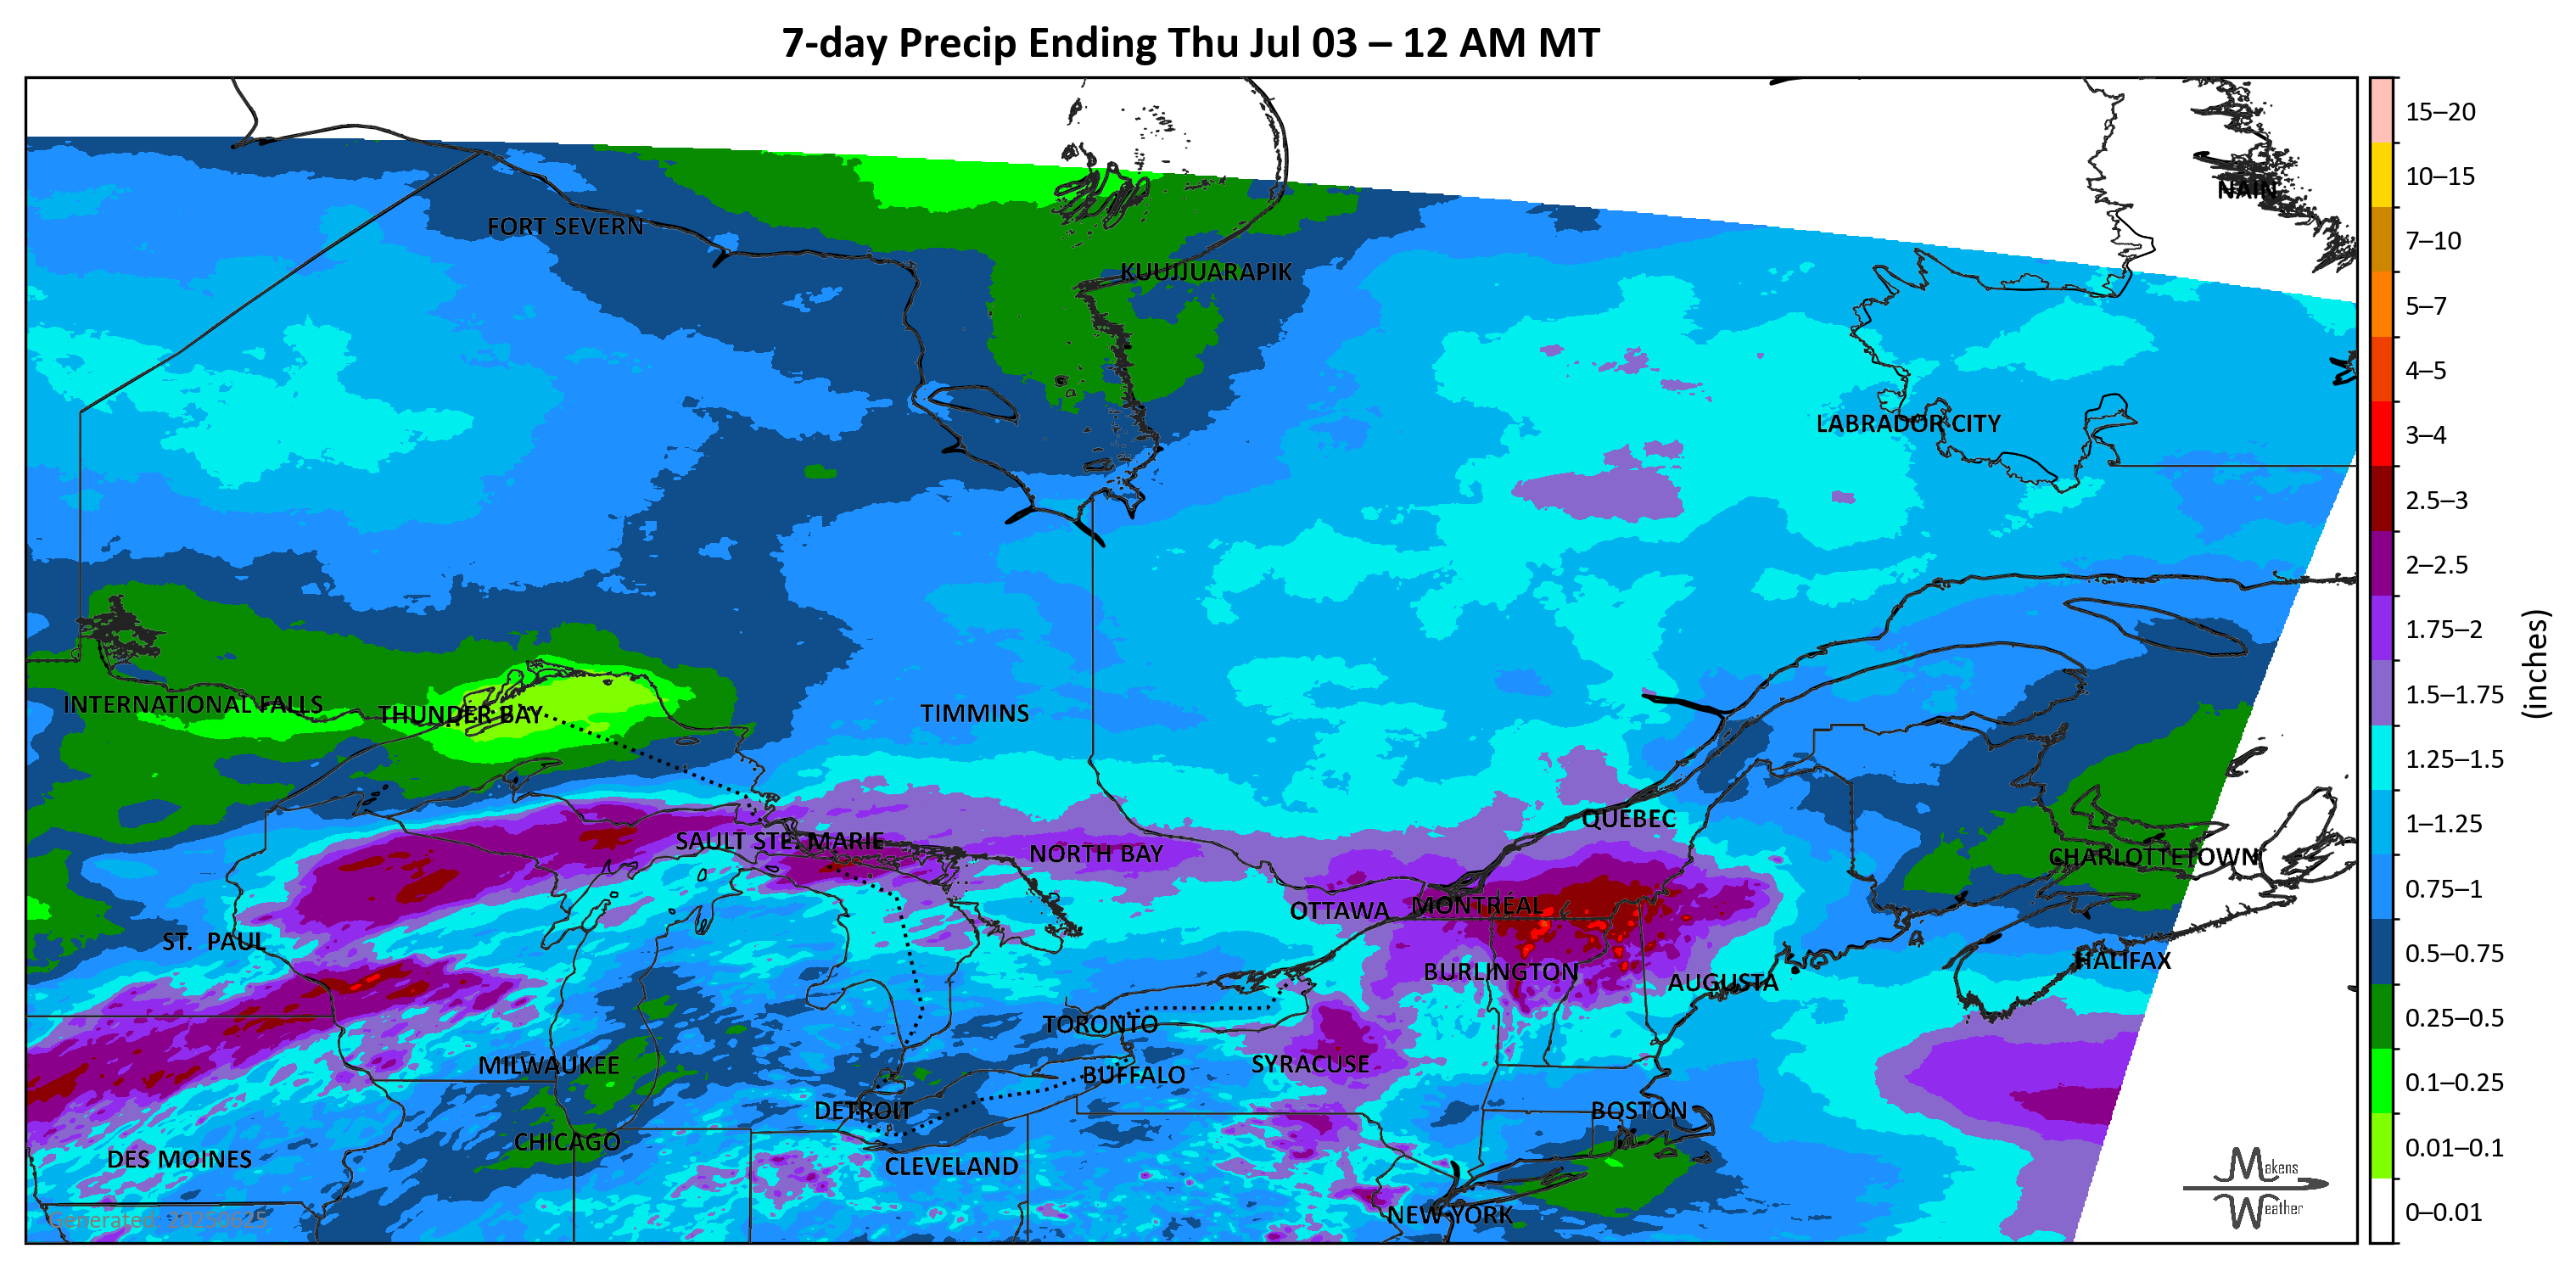 7-day Precip Ending Thu Jul 03 – 12 AM MT
NAIN
FORT SEVERN
KUUJJUARAPIK
LABRADOR CITY
INTERNATIONAL FALLS
THUNDER BAY
TIMMINS
QUEBEC
SAULT STE. MARIE
NORTH BAY
CHARLOTTETOWN
OTTAWA
MONTRÉAL
ST. PAUL
HALIFAX
BURLINGTON
AUGUSTA
TORONTO
MILWAUKEE
SYRACUSE
BUFFALO
DETROIT
BOSTON
CHICAGO
DES MOINES
CLEVELAND
NEW YORK
Generated: 20250625
Makens
Weather
15–20
10–15
7–10
5–7
4–5
3–4
2.5–3
2–2.5
1.75–2
1.5–1.75
1.25–1.5
1–1.25
0.75–1
0.5–0.75
0.25–0.5
0.1–0.25
0.01–0.1
0–0.01
(inches)